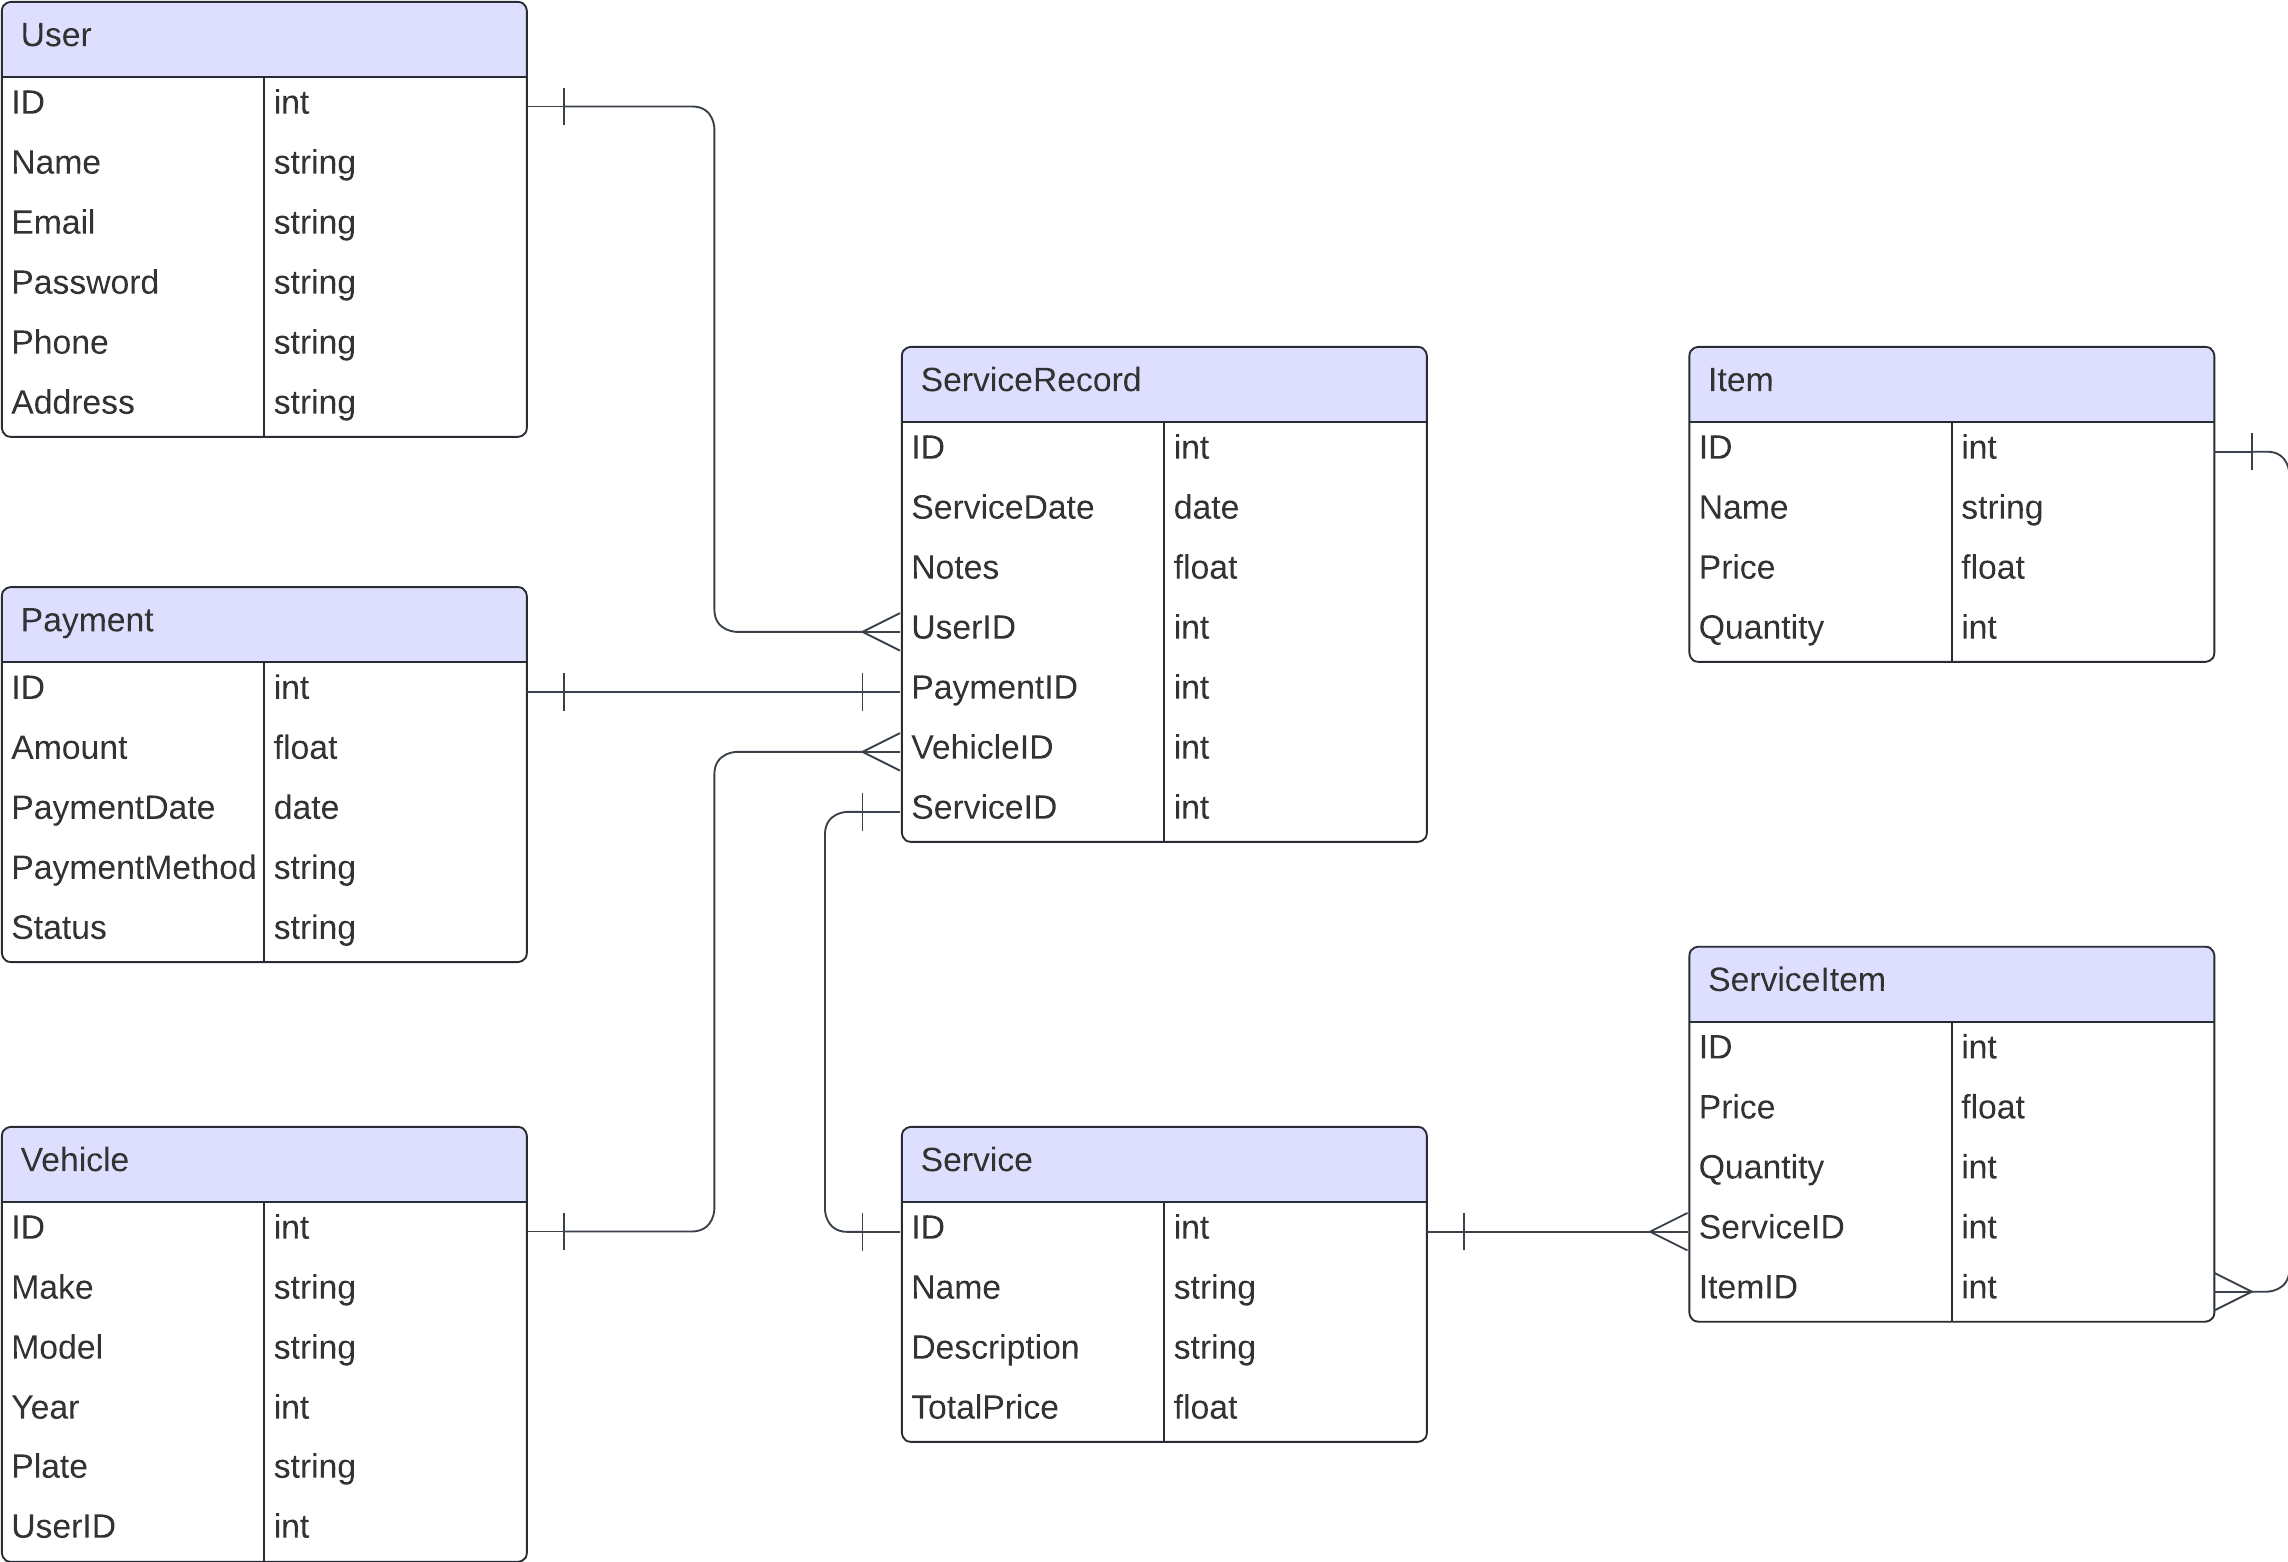 User
ID int
Name string
Email string
Password string
Phone string
Address string
Payment
ID int
Amount float
PaymentDate date
PaymentMethod string
Status string
Vehicle
ID int
Make string
Model string
Year int
Plate string
UserID int
ServiceRecord
ID int
ServiceDate date
Notes float
UserID int
PaymentID int
VehicleID int
ServiceID int
Service
ID int
Name string
Description string
TotalPrice float
Item
ID int
Name string
Price float
Quantity int
ServiceItem
ID int
Price float
Quantity int
ServiceID int
ItemID int